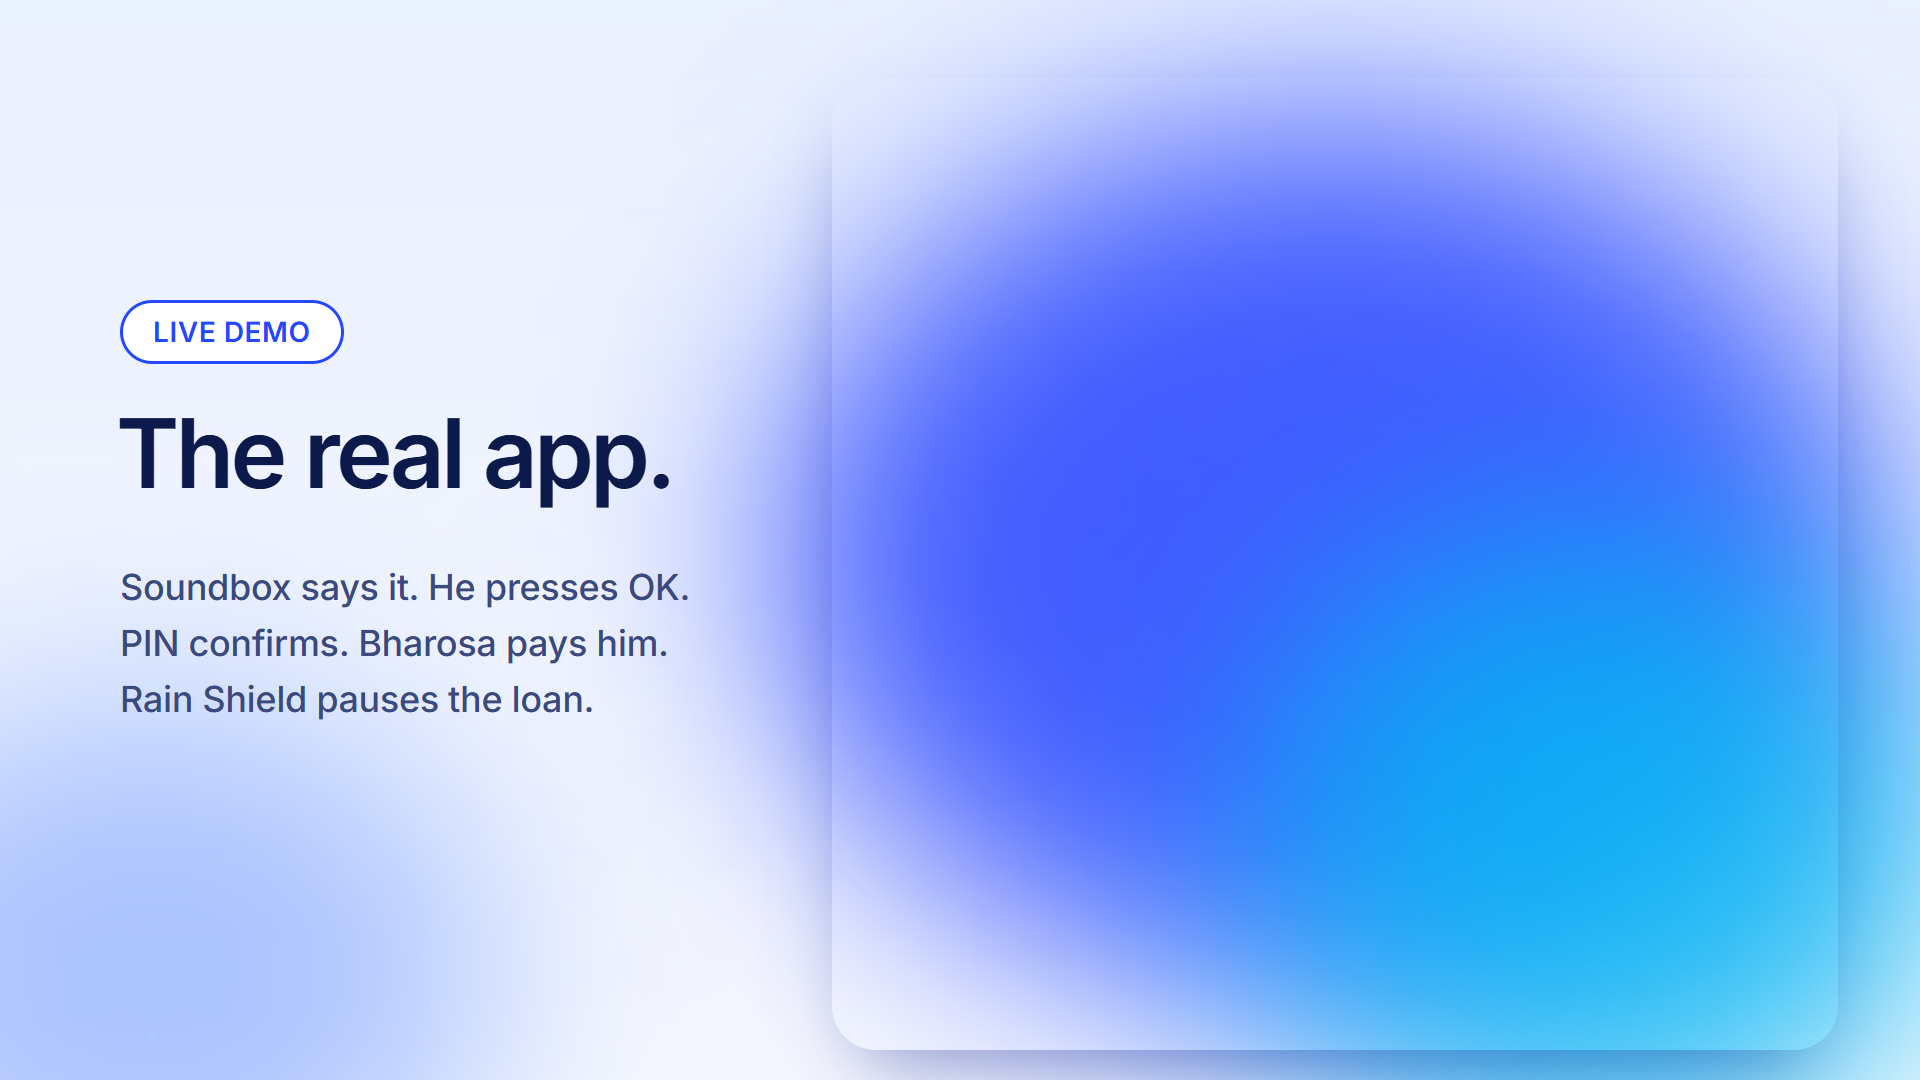 LIVE DEMO
The real app.
Soundbox says it. He presses OK.
PIN confirms. Bharosa pays him.
Rain Shield pauses the loan.